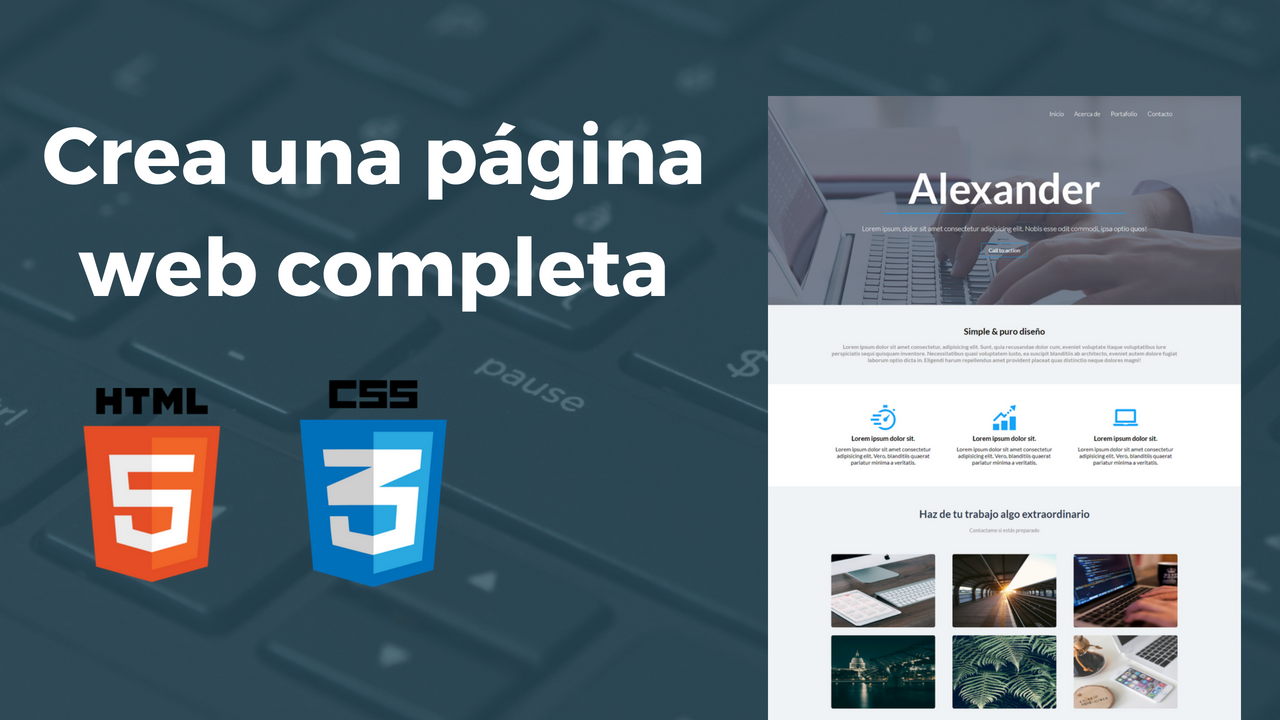 Crea una página
web completa
HTML
5
CSS
3
pause
$
ctrl
Inicio Acerca de Portafolio Contacto
Alexander
Lorem ipsum, dolor sit amet consectetur adipisicing elit. Nobis esse odit commodi, ipsa optio quos!
Call to action
Simple & puro diseño
Lorem ipsum dolor sit amet consectetur, adipisicing elit. Sunt, quia recusandae dolor cum, eveniet voluptate itaque voluptatibus iure
perspiciatis sequi quisquam inventore. Necessitatibus quasi voluptatem iusto, ea suscipit blanditiis ab architecto, eveniet autem dolore fugiat
laborum optio dicta in. Eligendi harum repellendus amet provident placeat quas distinctio neque dolores magni!
Lorem ipsum dolor sit.
Lorem ipsum dolor sit amet consectetur
adipisicing elit. Vero, blanditiis quaerat
pariatur minima a veritatis.
Lorem ipsum dolor sit.
Lorem ipsum dolor sit amet consectetur
adipisicing elit. Vero, blanditiis quaerat
pariatur minima a veritatis.
Lorem ipsum dolor sit.
Lorem ipsum dolor sit amet consectetur
adipisicing elit. Vero, blanditiis quaerat
pariatur minima a veritatis.
Haz de tu trabajo algo extraordinario
Contactame si estás preparado